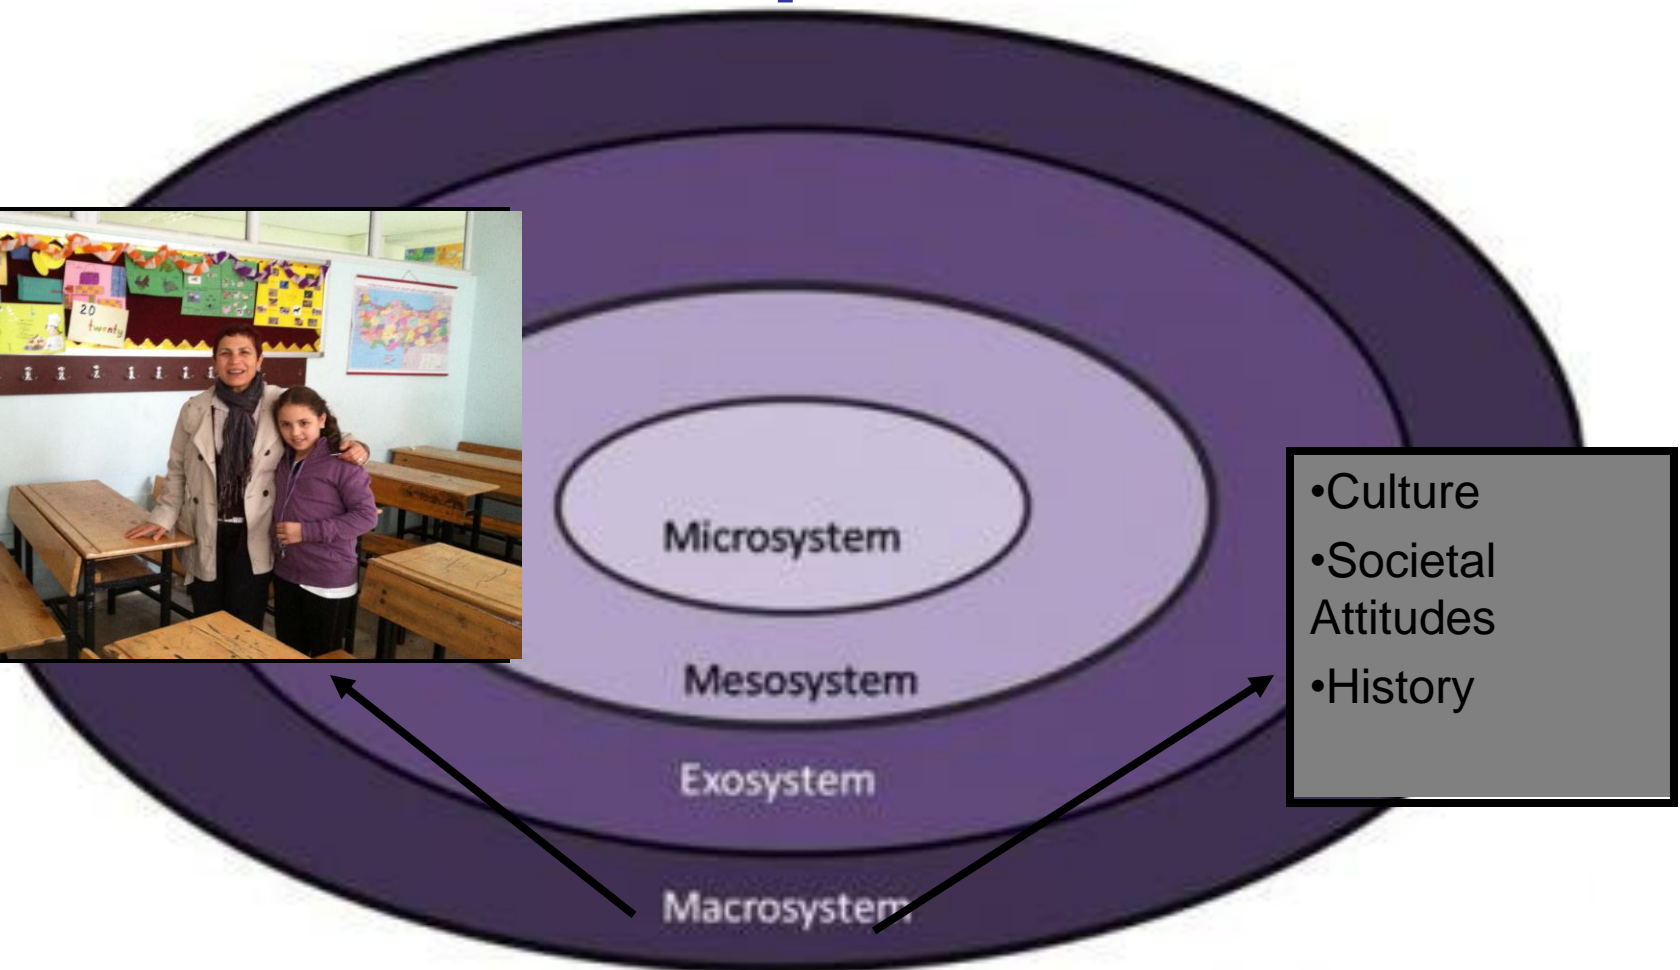 20
twenty
Microsystem
Mesosystem
Exosystem
Macrosystem
•Culture
•Societal
Attitudes
•History